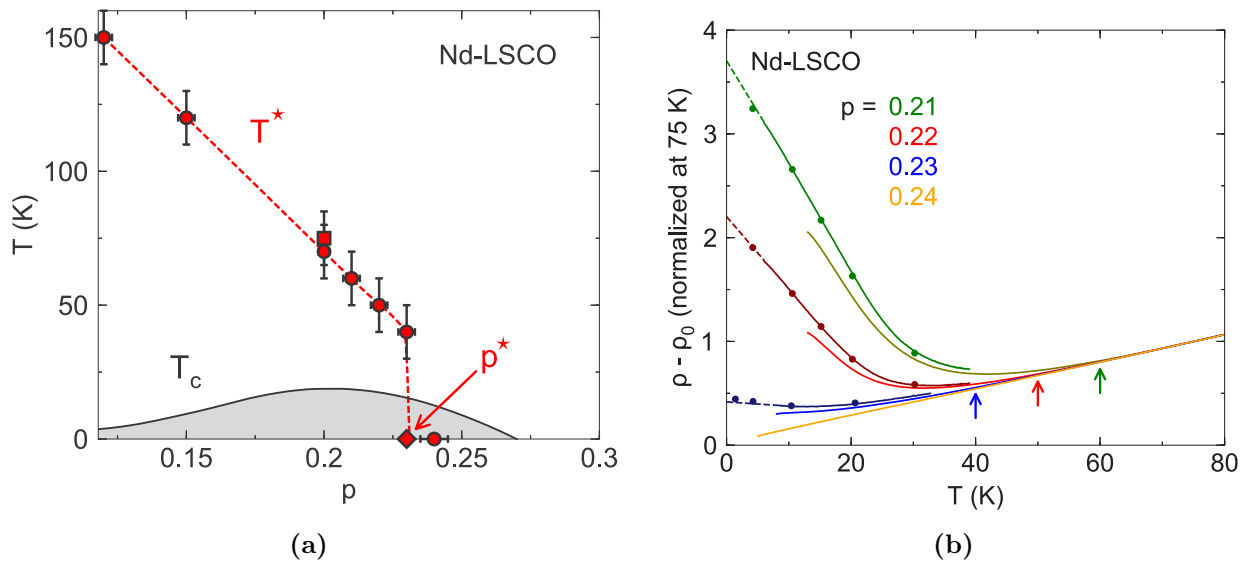 150
100
50
0
T (K)
0.15
0.2
0.25
0.3
p
Nd-LSCO
T★
p★
Tc
(a)
4
3
2
1
0
ρ - ρ0 (normalized at 75 K)
0
20
40
60
80
T (K)
Nd-LSCO
p = 0.21
0.22
0.23
0.24
(b)